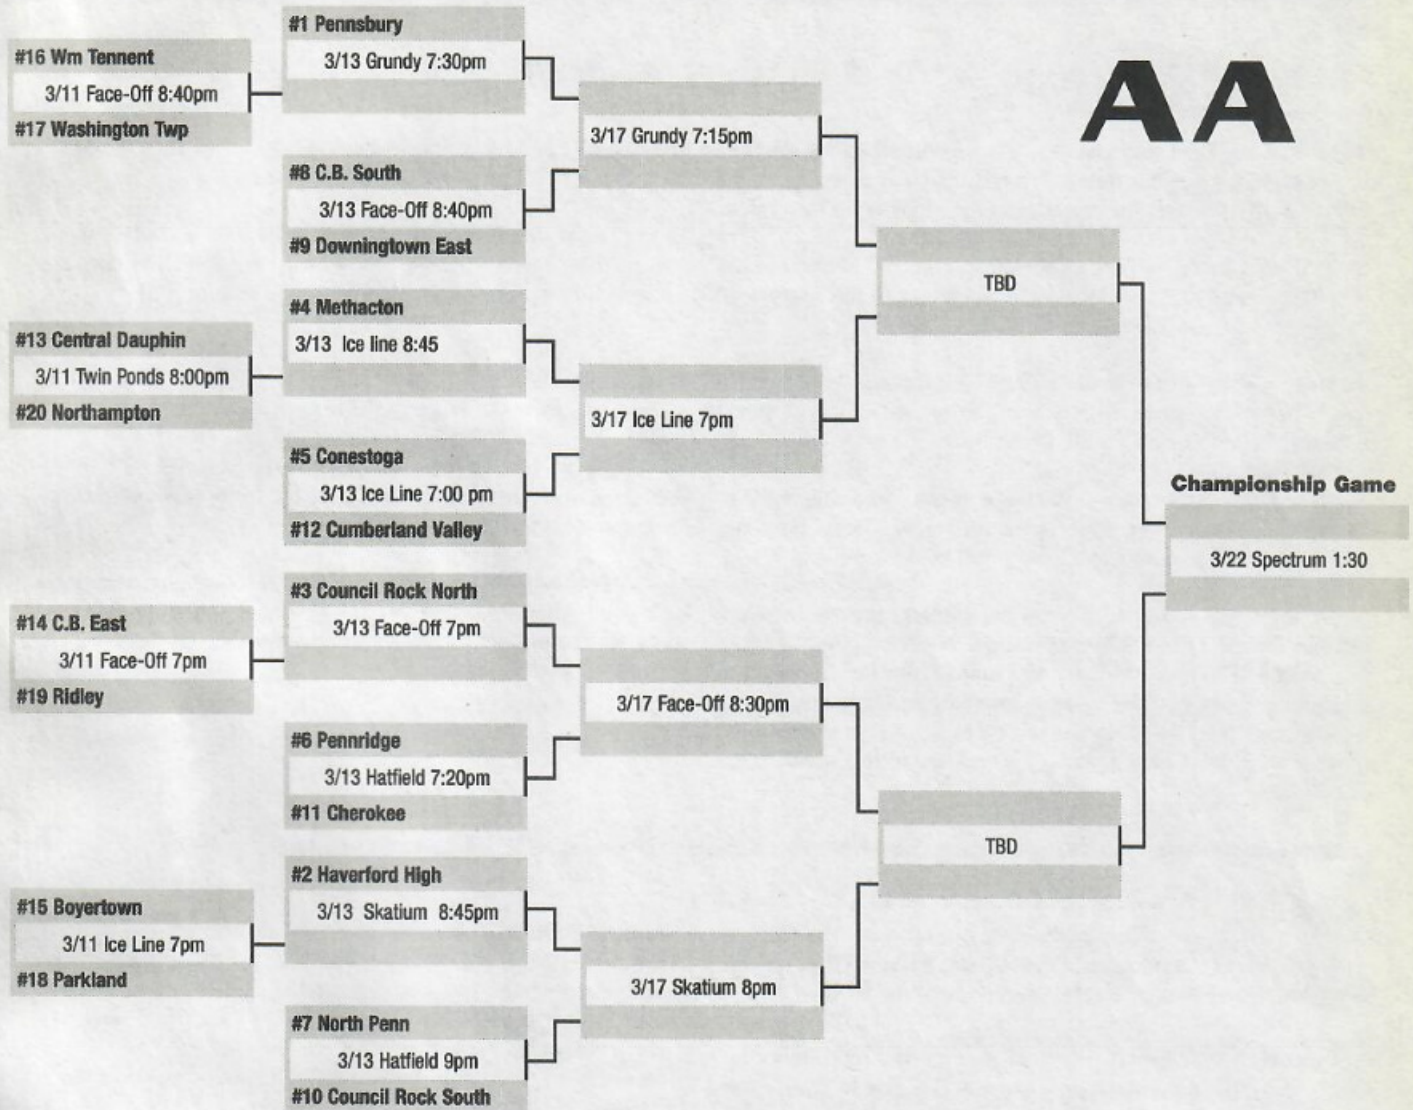 AA
#16 Wm Tennent
3/11 Face-Off 8:40pm
#17 Washington Twp
#13 Central Dauphin
3/11 Twin Ponds 8:00pm
#20 Northampton
#14 C.B. East
3/11 Face-Off 7pm
#19 Ridley
#15 Boyertown
3/11 Ice Line 7pm
#18 Parkland
#1 Pennsbury
3/13 Grundy 7:30pm
#8 C.B. South
3/13 Face-Off 8:40pm
#9 Downingtown East
#4 Methacton
3/13 Ice line 8:45
#5 Conestoga
3/13 Ice Line 7:00 pm
#12 Cumberland Valley
#3 Council Rock North
3/13 Face-Off 7pm
#6 Pennridge
3/13 Hatfield 7:20pm
#11 Cherokee
#2 Haverford High
3/13 Skatium 8:45pm
#7 North Penn
3/13 Hatfield 9pm
#10 Council Rock South
3/17 Grundy 7:15pm
3/17 Ice Line 7pm
3/17 Face-Off 8:30pm
3/17 Skatium 8pm
TBD
TBD
Championship Game
3/22 Spectrum 1:30